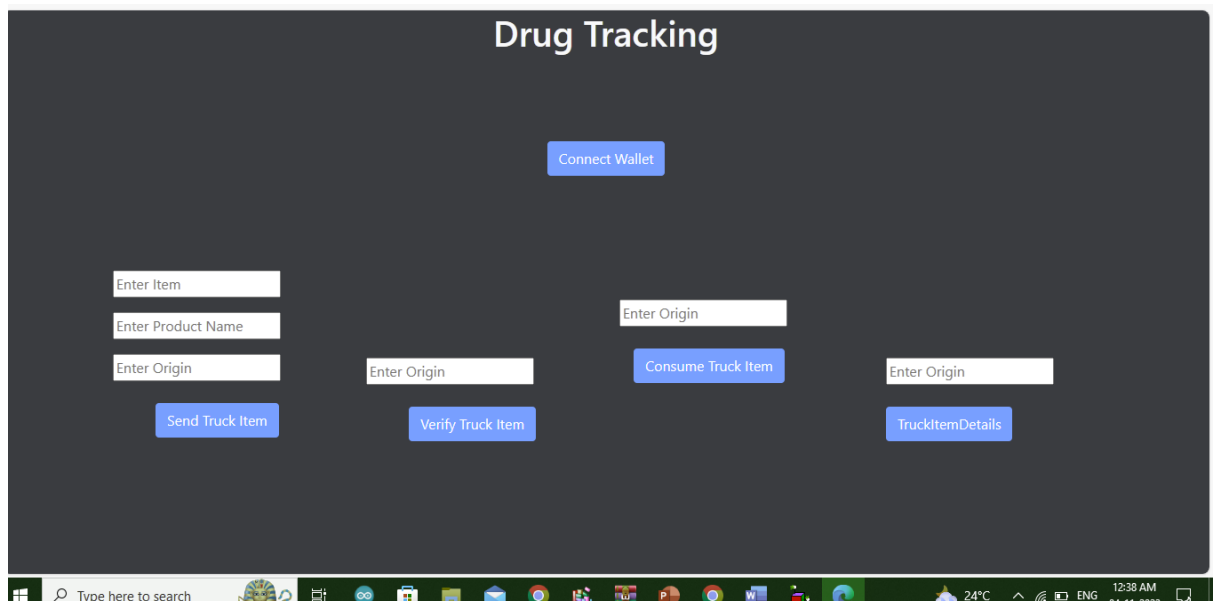 Drug Tracking
Connect Wallet
Enter Item
Enter Product Name
Enter Origin
Send Truck Item
Enter Origin
Verify Truck Item
Enter Origin
Consume Truck Item
Enter Origin
TruckItemDetails
Type here to search
24°C
ENG
12:38 AM